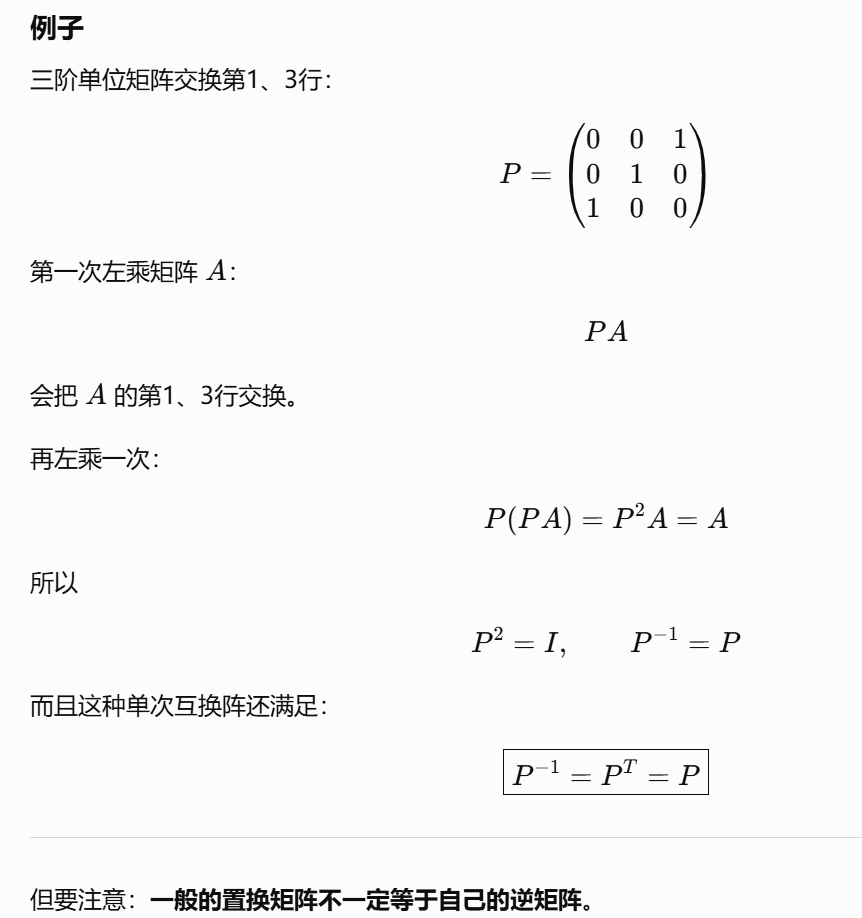 例子
三阶单位矩阵交换第1、3行：
P = \begin{pmatrix} 0 & 0 & 1 \\ 0 & 1 & 0 \\ 1 & 0 & 0 \end{pmatrix}
第一次左乘矩阵 A：
PA
会把 A 的第1、3行交换。
再左乘一次：
P(PA) = P²A = A
所以
P² = I, P⁻¹ = P
而且这种单次互换阵还满足：
P⁻¹ = Pᵀ = P
但要注意：一般的置换矩阵不一定等于自己的逆矩阵。